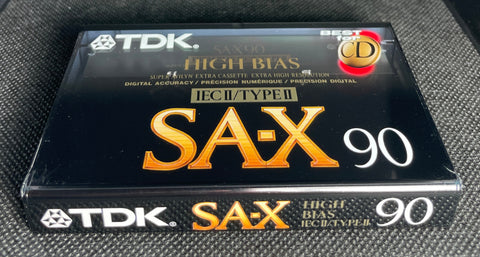 TDK®
BEST
for
CD
SA-X 90
HIGH BIAS
SUPER AVILYN EXTRA CASSETTE EXTRA HIGH RESOLUTION
DIGITAL ACCURACY / PRÉCISION NUMÉRIQUE / PRECISION DIGITAL
IEC II/TYPE II
SA-X 90
TDK® SA-X HIGH BIAS IEC II/TYPE II 90